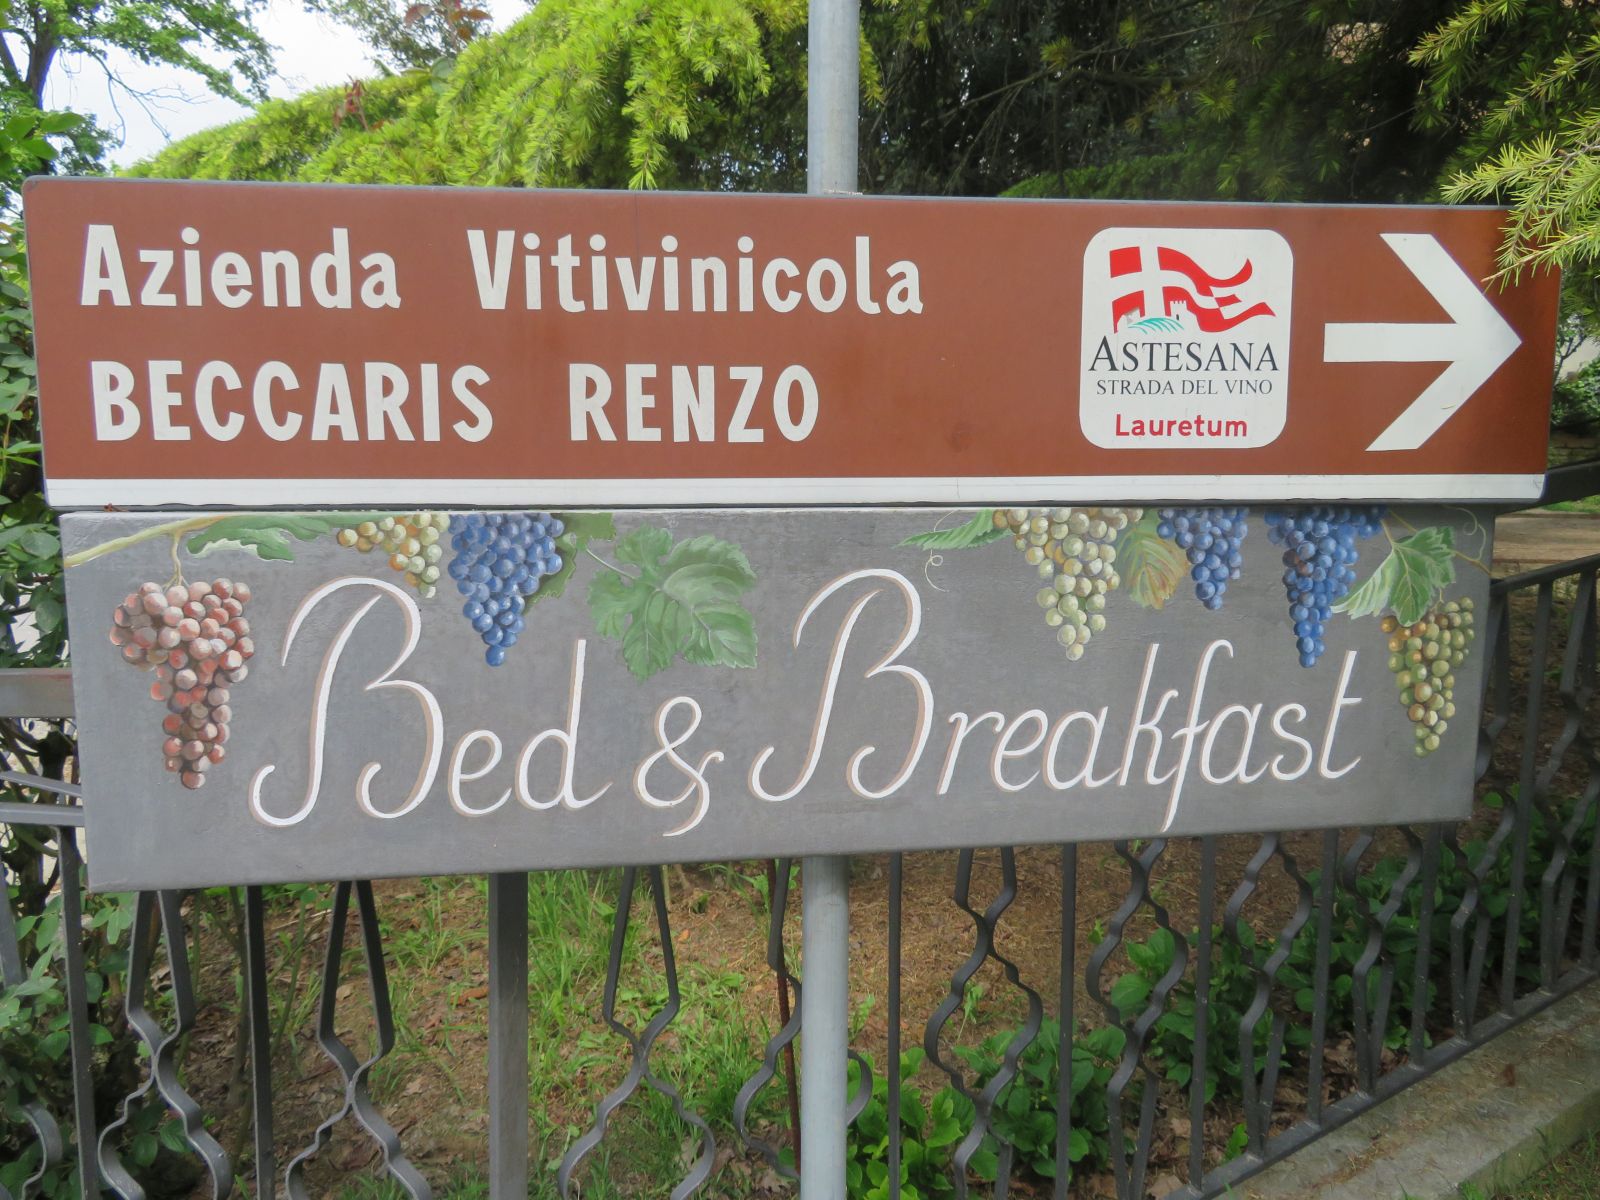 Azienda Vitivinicola
BECCARIS RENZO
ASTESANA
STRADA DEL VINO
Lauretum
Bed & Breakfast